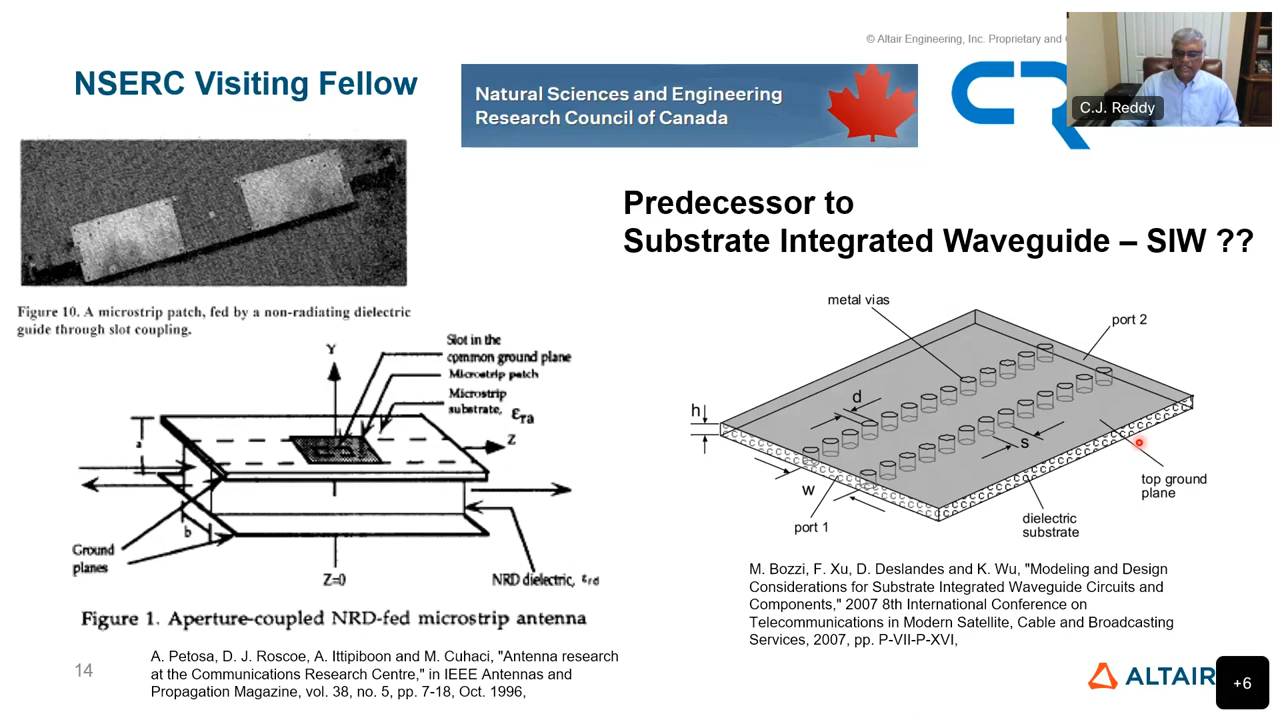 © Altair Engineering, Inc. Proprietary and
NSERC Visiting Fellow
Natural Sciences and Engineering
Research Council of Canada
CR
C.J. Reddy
Predecessor to
Substrate Integrated Waveguide – SIW ??
Figure 10. A microstrip patch, fed by a non-radiating dielectric
guide through slot coupling.
Slot in the
common ground plane
Microstrip patch
Microstrip
substrate, εra
Y
Z
a
b
Ground
planes
Z=0
NRD dielectric, εrd
Figure 1. Aperture-coupled NRD-fed microstrip antenna
metal vias
port 2
h
d
s
w
port 1
top ground
plane
dielectric
substrate
M. Bozzi, F. Xu, D. Deslandes and K. Wu, "Modeling and Design
Considerations for Substrate Integrated Waveguide Circuits and
Components," 2007 8th International Conference on
Telecommunications in Modern Satellite, Cable and Broadcasting
Services, 2007, pp. P-VII-P-XVI,
14
A. Petosa, D. J. Roscoe, A. Ittipiboon and M. Cuhaci, "Antenna research
at the Communications Research Centre," in IEEE Antennas and
Propagation Magazine, vol. 38, no. 5, pp. 7-18, Oct. 1996,
ALTAIR
+6